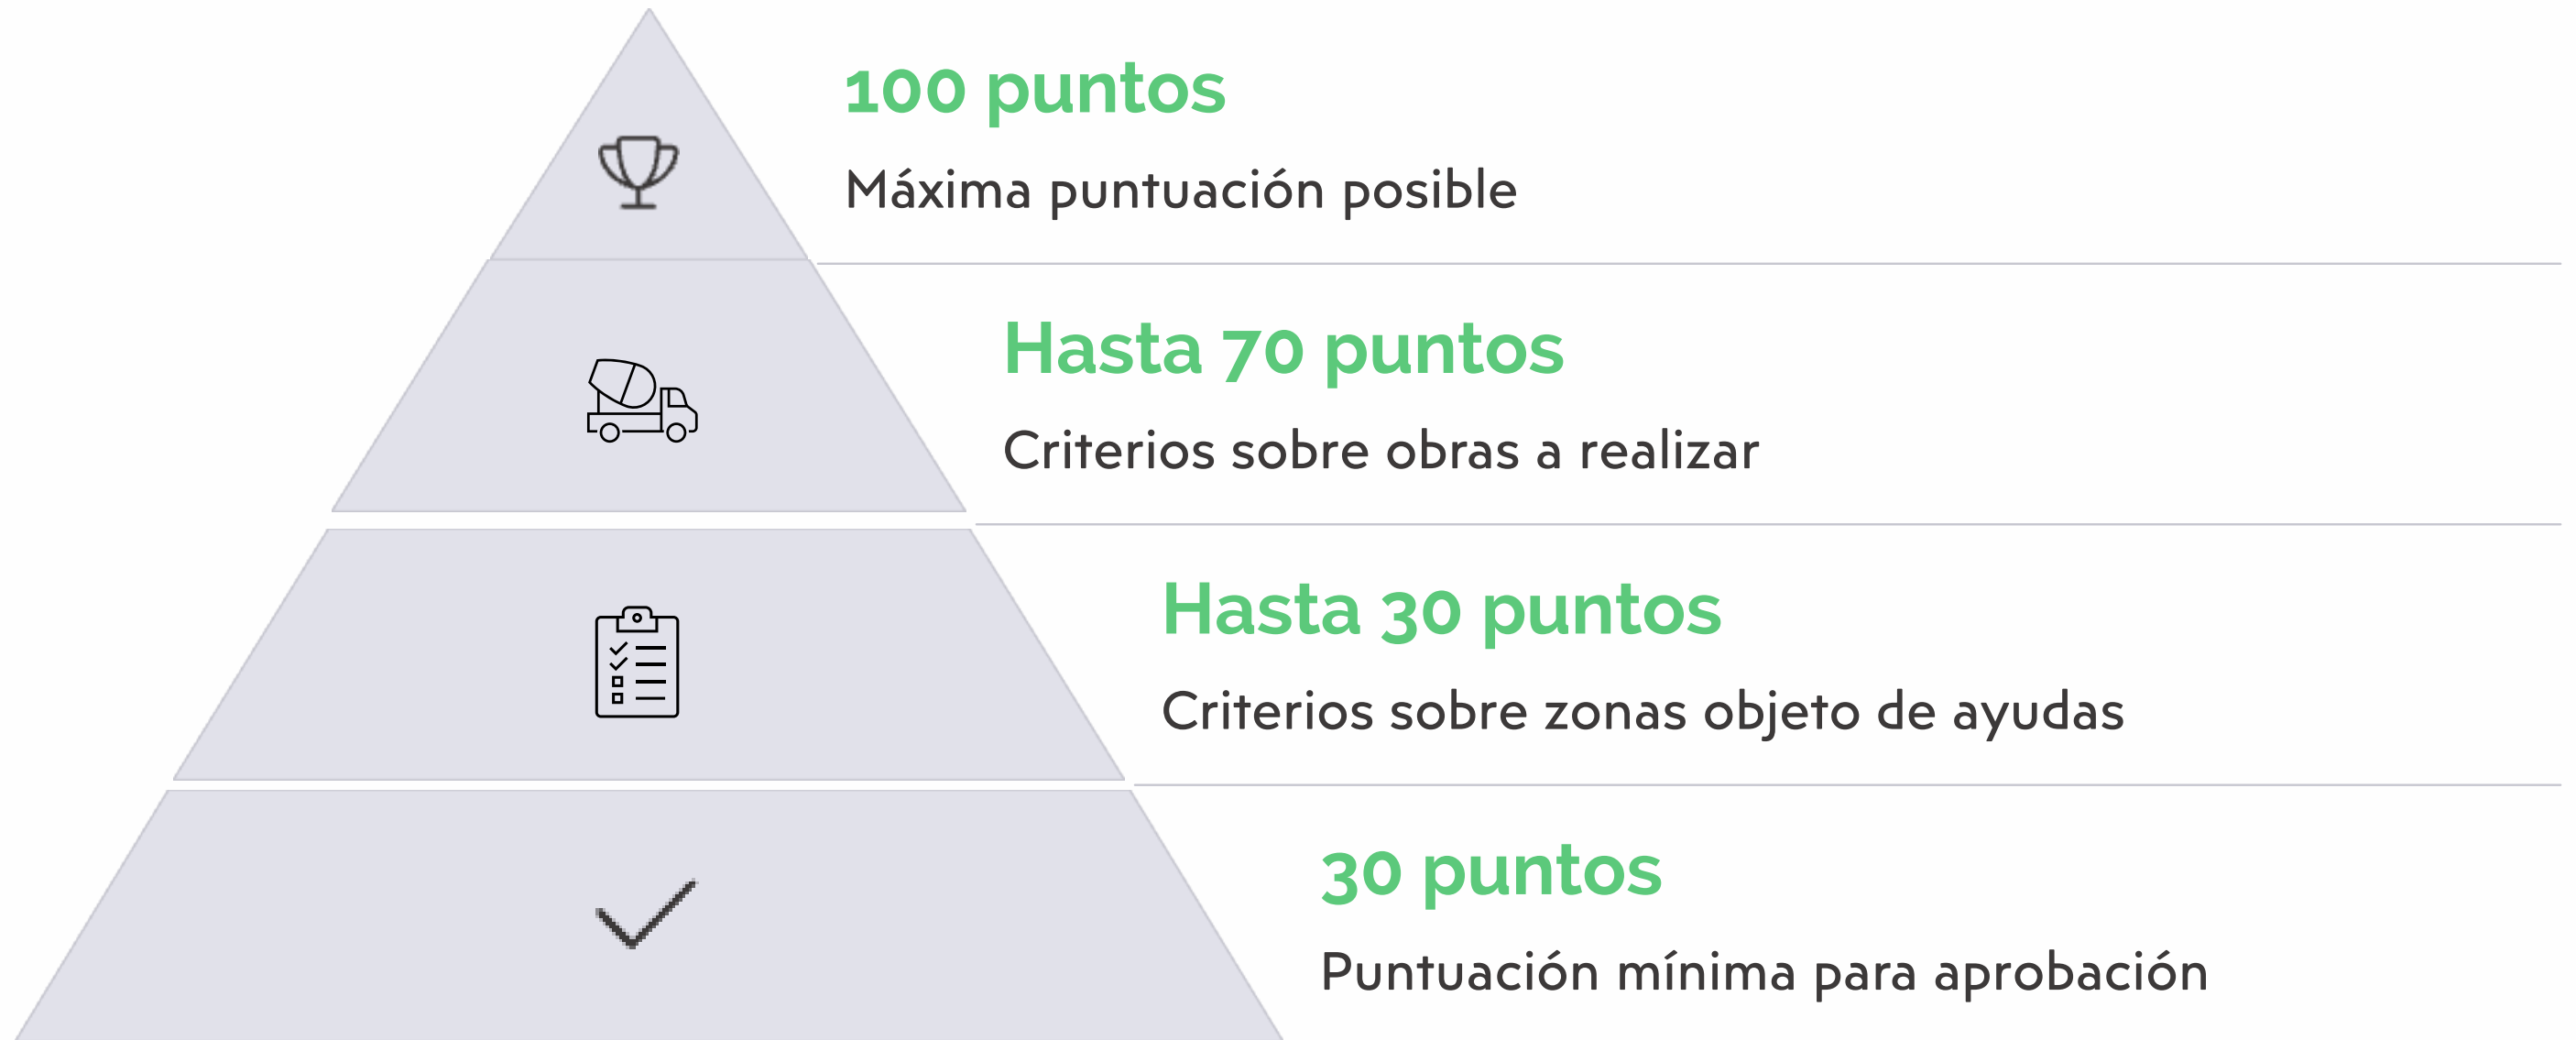 100 puntos
Máxima puntuación posible
Hasta 70 puntos
Criterios sobre obras a realizar
Hasta 30 puntos
Criterios sobre zonas objeto de ayudas
30 puntos
Puntuación mínima para aprobación